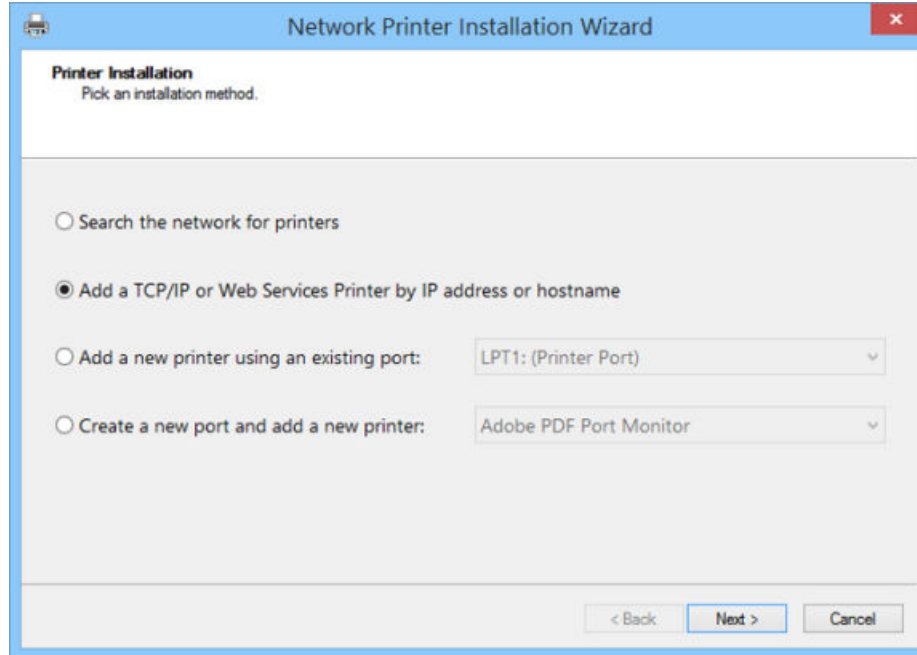 Network Printer Installation Wizard
Printer Installation
Pick an installation method.
Search the network for printers
Add a TCP/IP or Web Services Printer by IP address or hostname
Add a new printer using an existing port: LPT1: (Printer Port)
Create a new port and add a new printer: Adobe PDF Port Monitor
< Back Next > Cancel